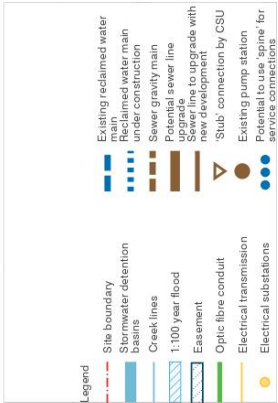 Legend
Site boundary
Stormwater detention
basins
Creek lines
1:100 year flood
Easement
Optic fibre conduit
Electrical transmission
Electrical substations
Existing reclaimed water
main
Reclaimed water main
under construction
Sewer gravity main
Potential sewer line
upgrade
Sewer line to upgrade with
new development
'Stub' connection by CSU
Existing pump station
Potential to use 'spine' for
service connections